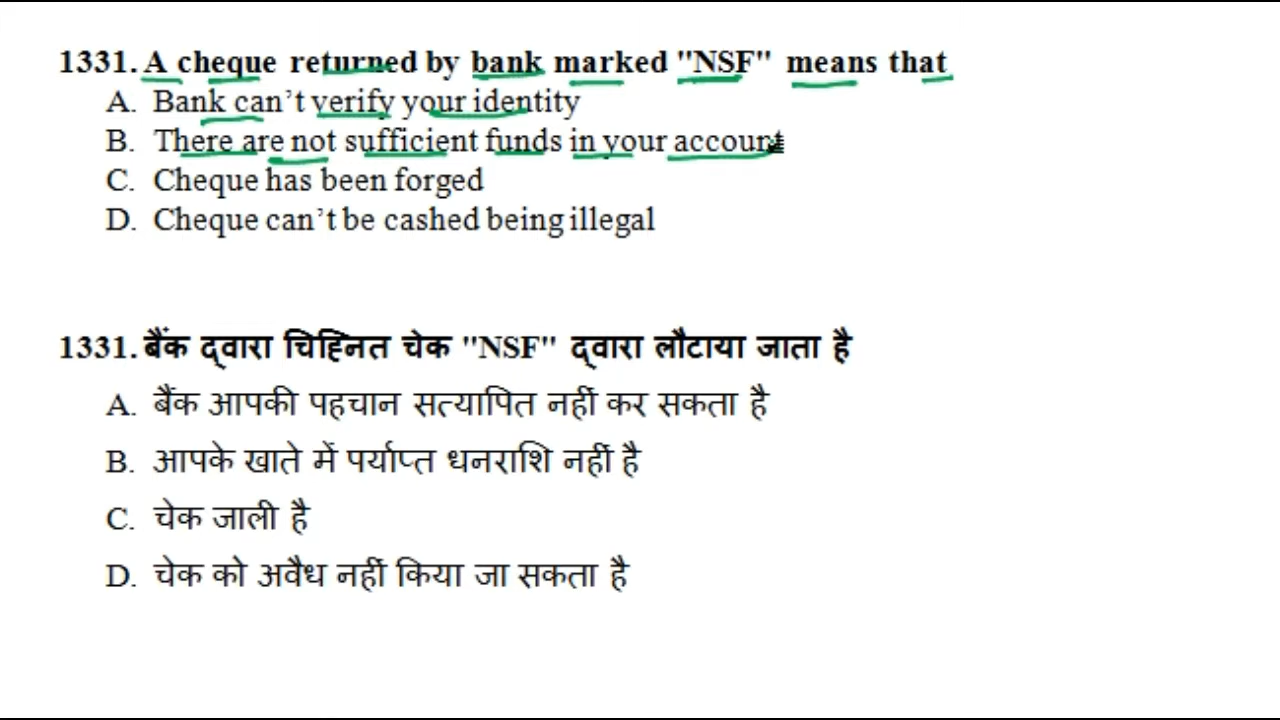 1331. A cheque returned by bank marked "NSF" means that
A. Bank can't verify your identity
B. There are not sufficient funds in your account
C. Cheque has been forged
D. Cheque can't be cashed being illegal
1331. बैंक द्वारा चिह्नित चेक "NSF" द्वारा लौटाया जाता है
A. बैंक आपकी पहचान सत्यापित नहीं कर सकता है
B. आपके खाते में पर्याप्त धनराशि नहीं है
C. चेक जाली है
D. चेक को अवैध नहीं किया जा सकता है